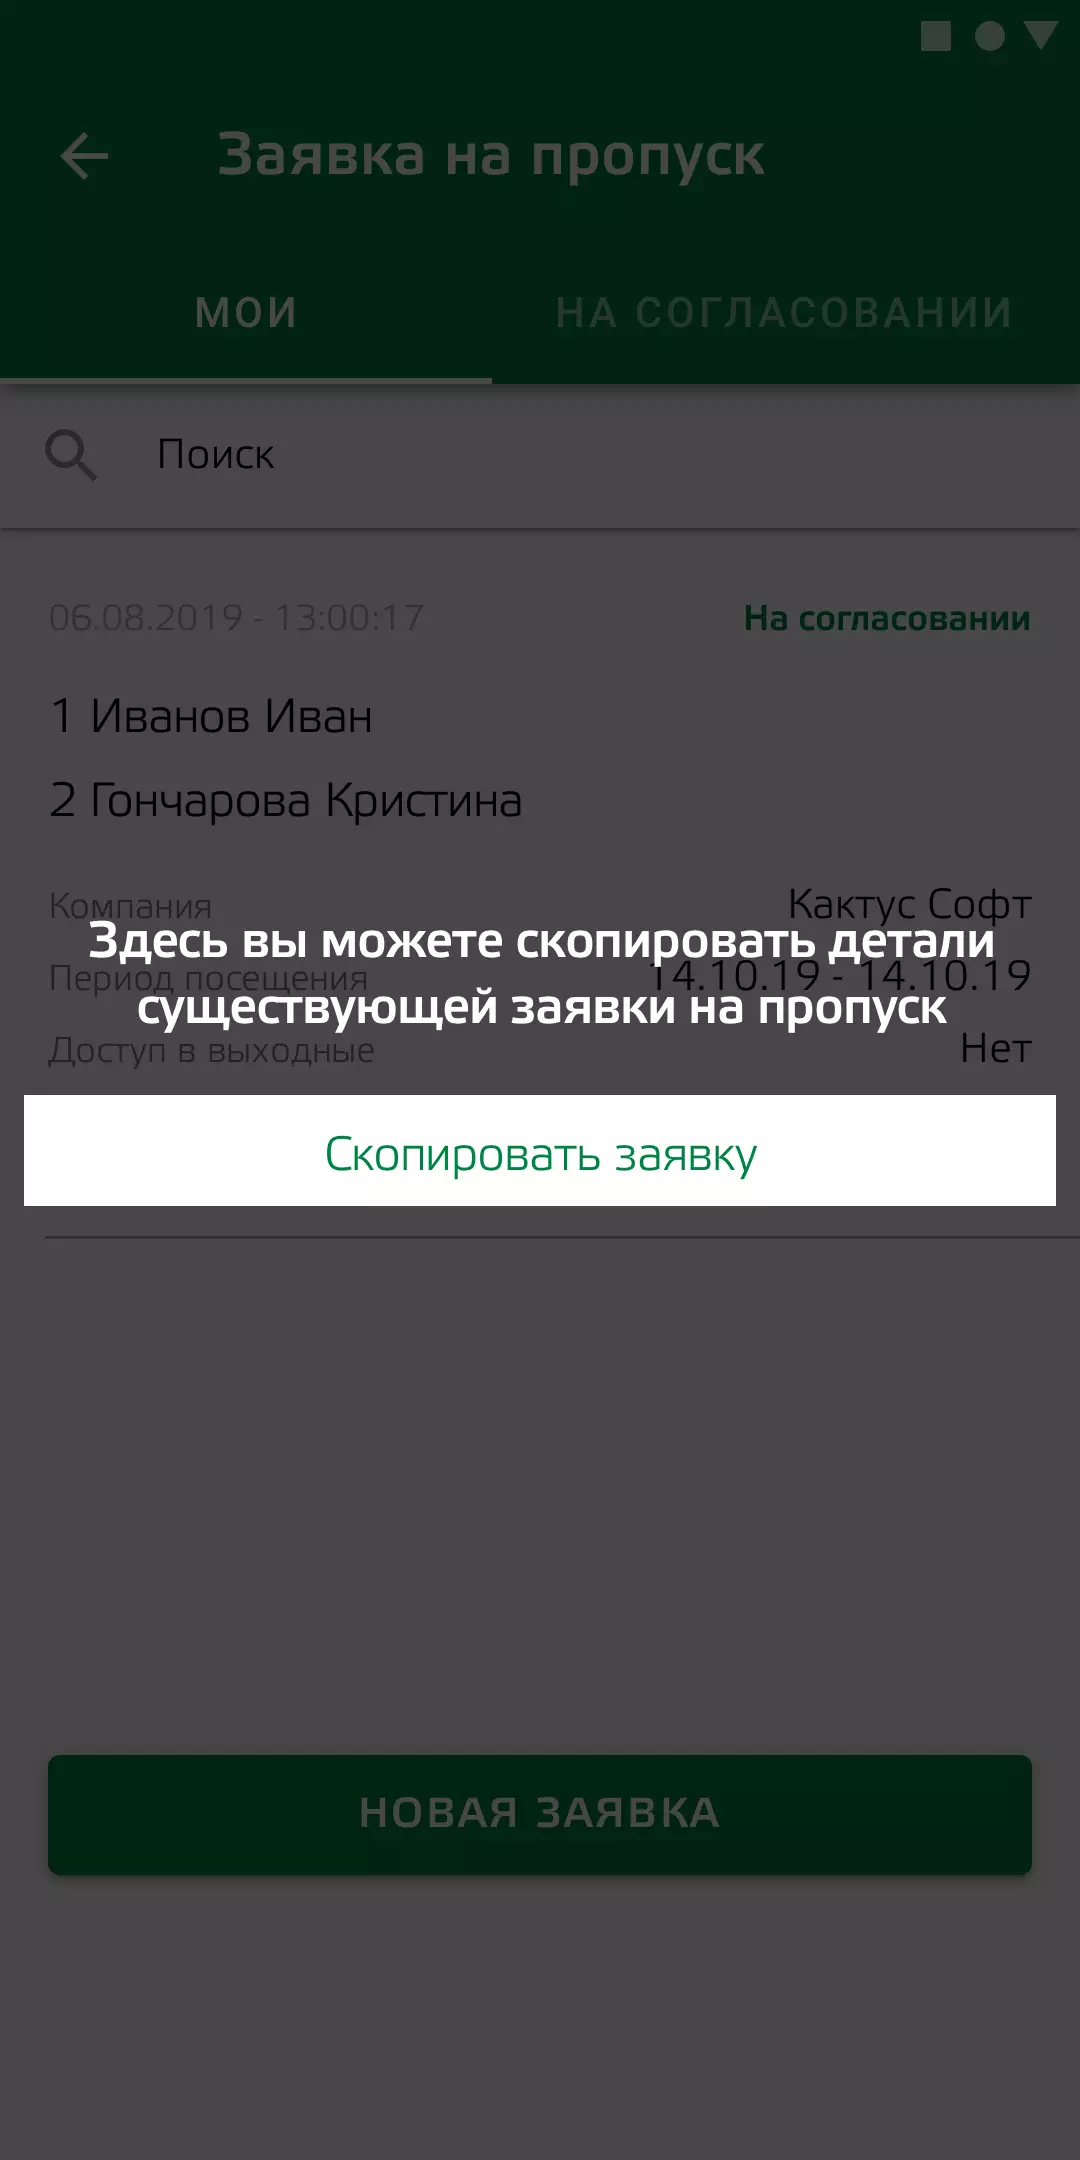 Заявка на пропуск
МОИ
НА СОГЛАСОВАНИИ
Поиск
06.08.2019 - 13:00:17
На согласовании
1 Иванов Иван
2 Гончарова Кристина
Компания
Кактус Софт
Здесь вы можете скопировать детали
Период посещения
14.10.19 - 14.10.19
существующей заявки на пропуск
Доступ в выходные
Нет
Скопировать заявку
НОВАЯ ЗАЯВКА